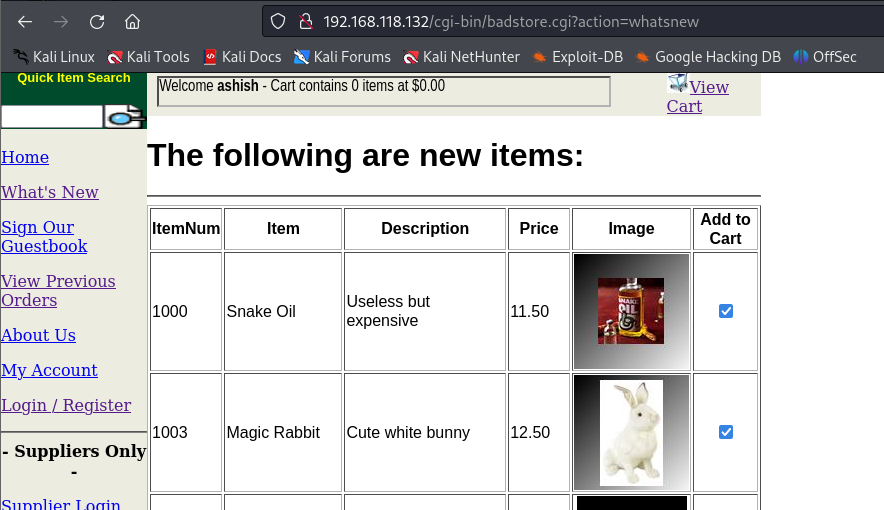 192.168.118.132/cgi-bin/badstore.cgi?action=whatsnew
Kali Linux Kali Tools Kali Docs Kali Forums Kali NetHunter Exploit-DB Google Hacking DB OffSec
Quick Item Search
Welcome ashish - Cart contains 0 items at $0.00
View
Cart
Home
What's New
Sign Our
Guestbook
View Previous
Orders
About Us
My Account
Login / Register
- Suppliers Only
-
Supplier Login
The following are new items:
ItemNum Item Description Price Image Add to
Cart
1000 Snake Oil Useless but
expensive 11.50
SNAKE
OIL
1003 Magic Rabbit Cute white bunny 12.50